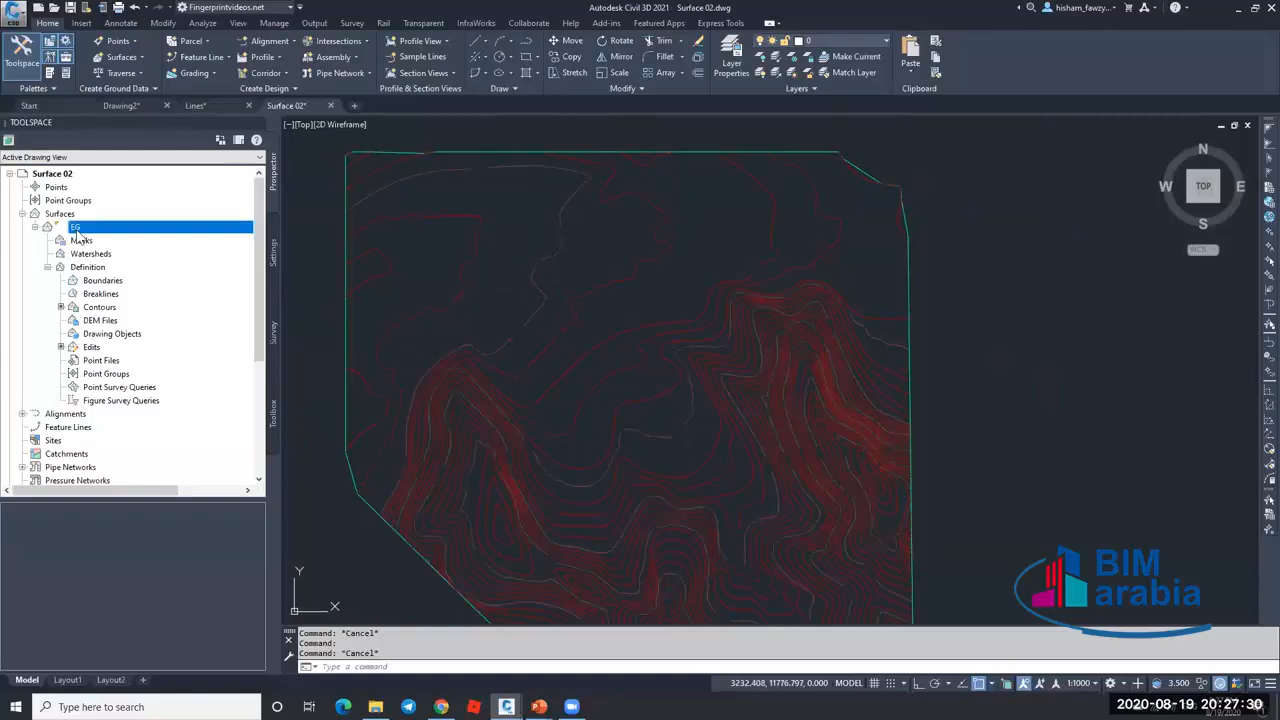 C3D
Fingerprintvideos.net
Autodesk Civil 3D 2021 Surface 02.dwg
hisham_fawzy...
Home Insert Annotate Modify Analyze View Manage Output Survey Rail Transparent InfraWorks Collaborate Help Add-ins Featured Apps Express Tools
Toolspace
Points
Surfaces
Traverse
Parcel
Feature Line
Grading
Alignment
Profile
Corridor
Intersections
Assembly
Pipe Network
Profile View
Sample Lines
Section Views
Move Rotate Trim
Copy Mirror Fillet
Stretch Scale Array
Layer
Properties
0
Make Current
Match Layer
Paste
Palettes Create Ground Data Create Design Profile & Section Views Draw Modify Layers Clipboard
Start Drawing2* Lines* Surface 02*
TOOLSPACE
Active Drawing View
Surface 02
Points
Point Groups
Surfaces
EG
Masks
Watersheds
Definition
Boundaries
Breaklines
Contours
DEM Files
Drawing Objects
Edits
Point Files
Point Groups
Point Survey Queries
Figure Survey Queries
Alignments
Feature Lines
Sites
Catchments
Pipe Networks
Pressure Networks
Prospector
Settings
Survey
Toolbox
[−][Top][2D Wireframe]
N
W TOP E
S
WCS
Y
X
BIM
arabia
Command: *Cancel*
Command:
Command: *Cancel*
Type a command
Model Layout1 Layout2
3232.408, 11776.797, 0.000 MODEL 1:1000 3.500
Type here to search
2020-08-19 20:27:30